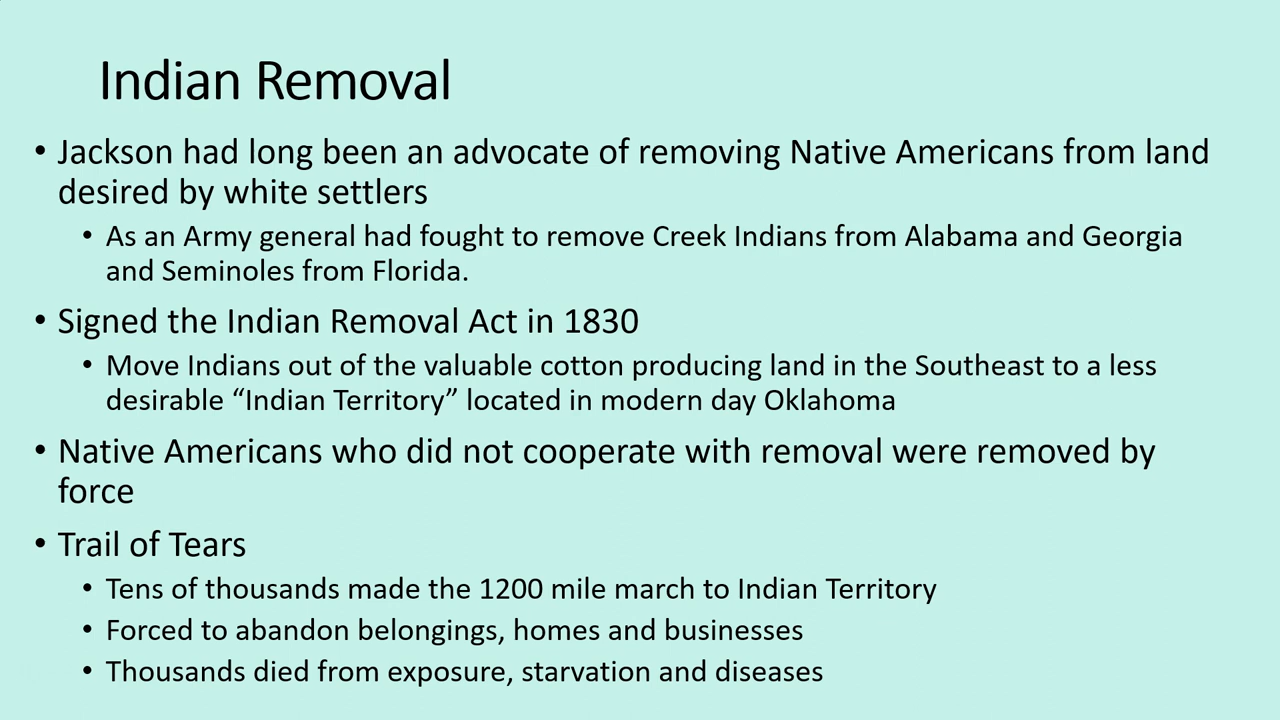 Indian Removal
• Jackson had long been an advocate of removing Native Americans from land
desired by white settlers
• As an Army general had fought to remove Creek Indians from Alabama and Georgia
and Seminoles from Florida.
• Signed the Indian Removal Act in 1830
• Move Indians out of the valuable cotton producing land in the Southeast to a less
desirable “Indian Territory” located in modern day Oklahoma
• Native Americans who did not cooperate with removal were removed by
force
• Trail of Tears
• Tens of thousands made the 1200 mile march to Indian Territory
• Forced to abandon belongings, homes and businesses
• Thousands died from exposure, starvation and diseases